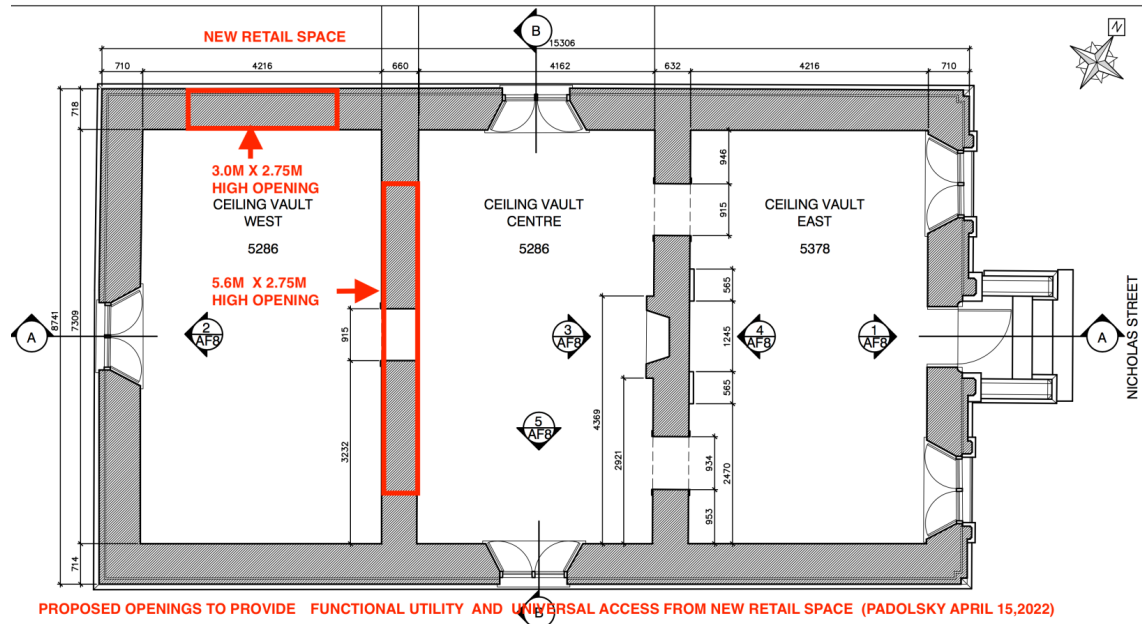 NEW RETAIL SPACE
B
N
15306
710
4216
660
4162
632
4216
710
718
946
3.0M X 2.75M
HIGH OPENING
CEILING VAULT
WEST
5286
CEILING VAULT
CENTRE
5286
CEILING VAULT
EAST
5378
915
5.6M X 2.75M
HIGH OPENING
565
8741
7309
A
2
AF8
915
3
AF8
4
AF8
1245
1
AF8
A
NICHOLAS STREET
565
4369
5
AF8
3232
2921
934
2470
953
714
PROPOSED OPENINGS TO PROVIDE FUNCTIONAL UTILITY AND UNIVERSAL ACCESS FROM NEW RETAIL SPACE (PADOLSKY APRIL 15,2022)
B